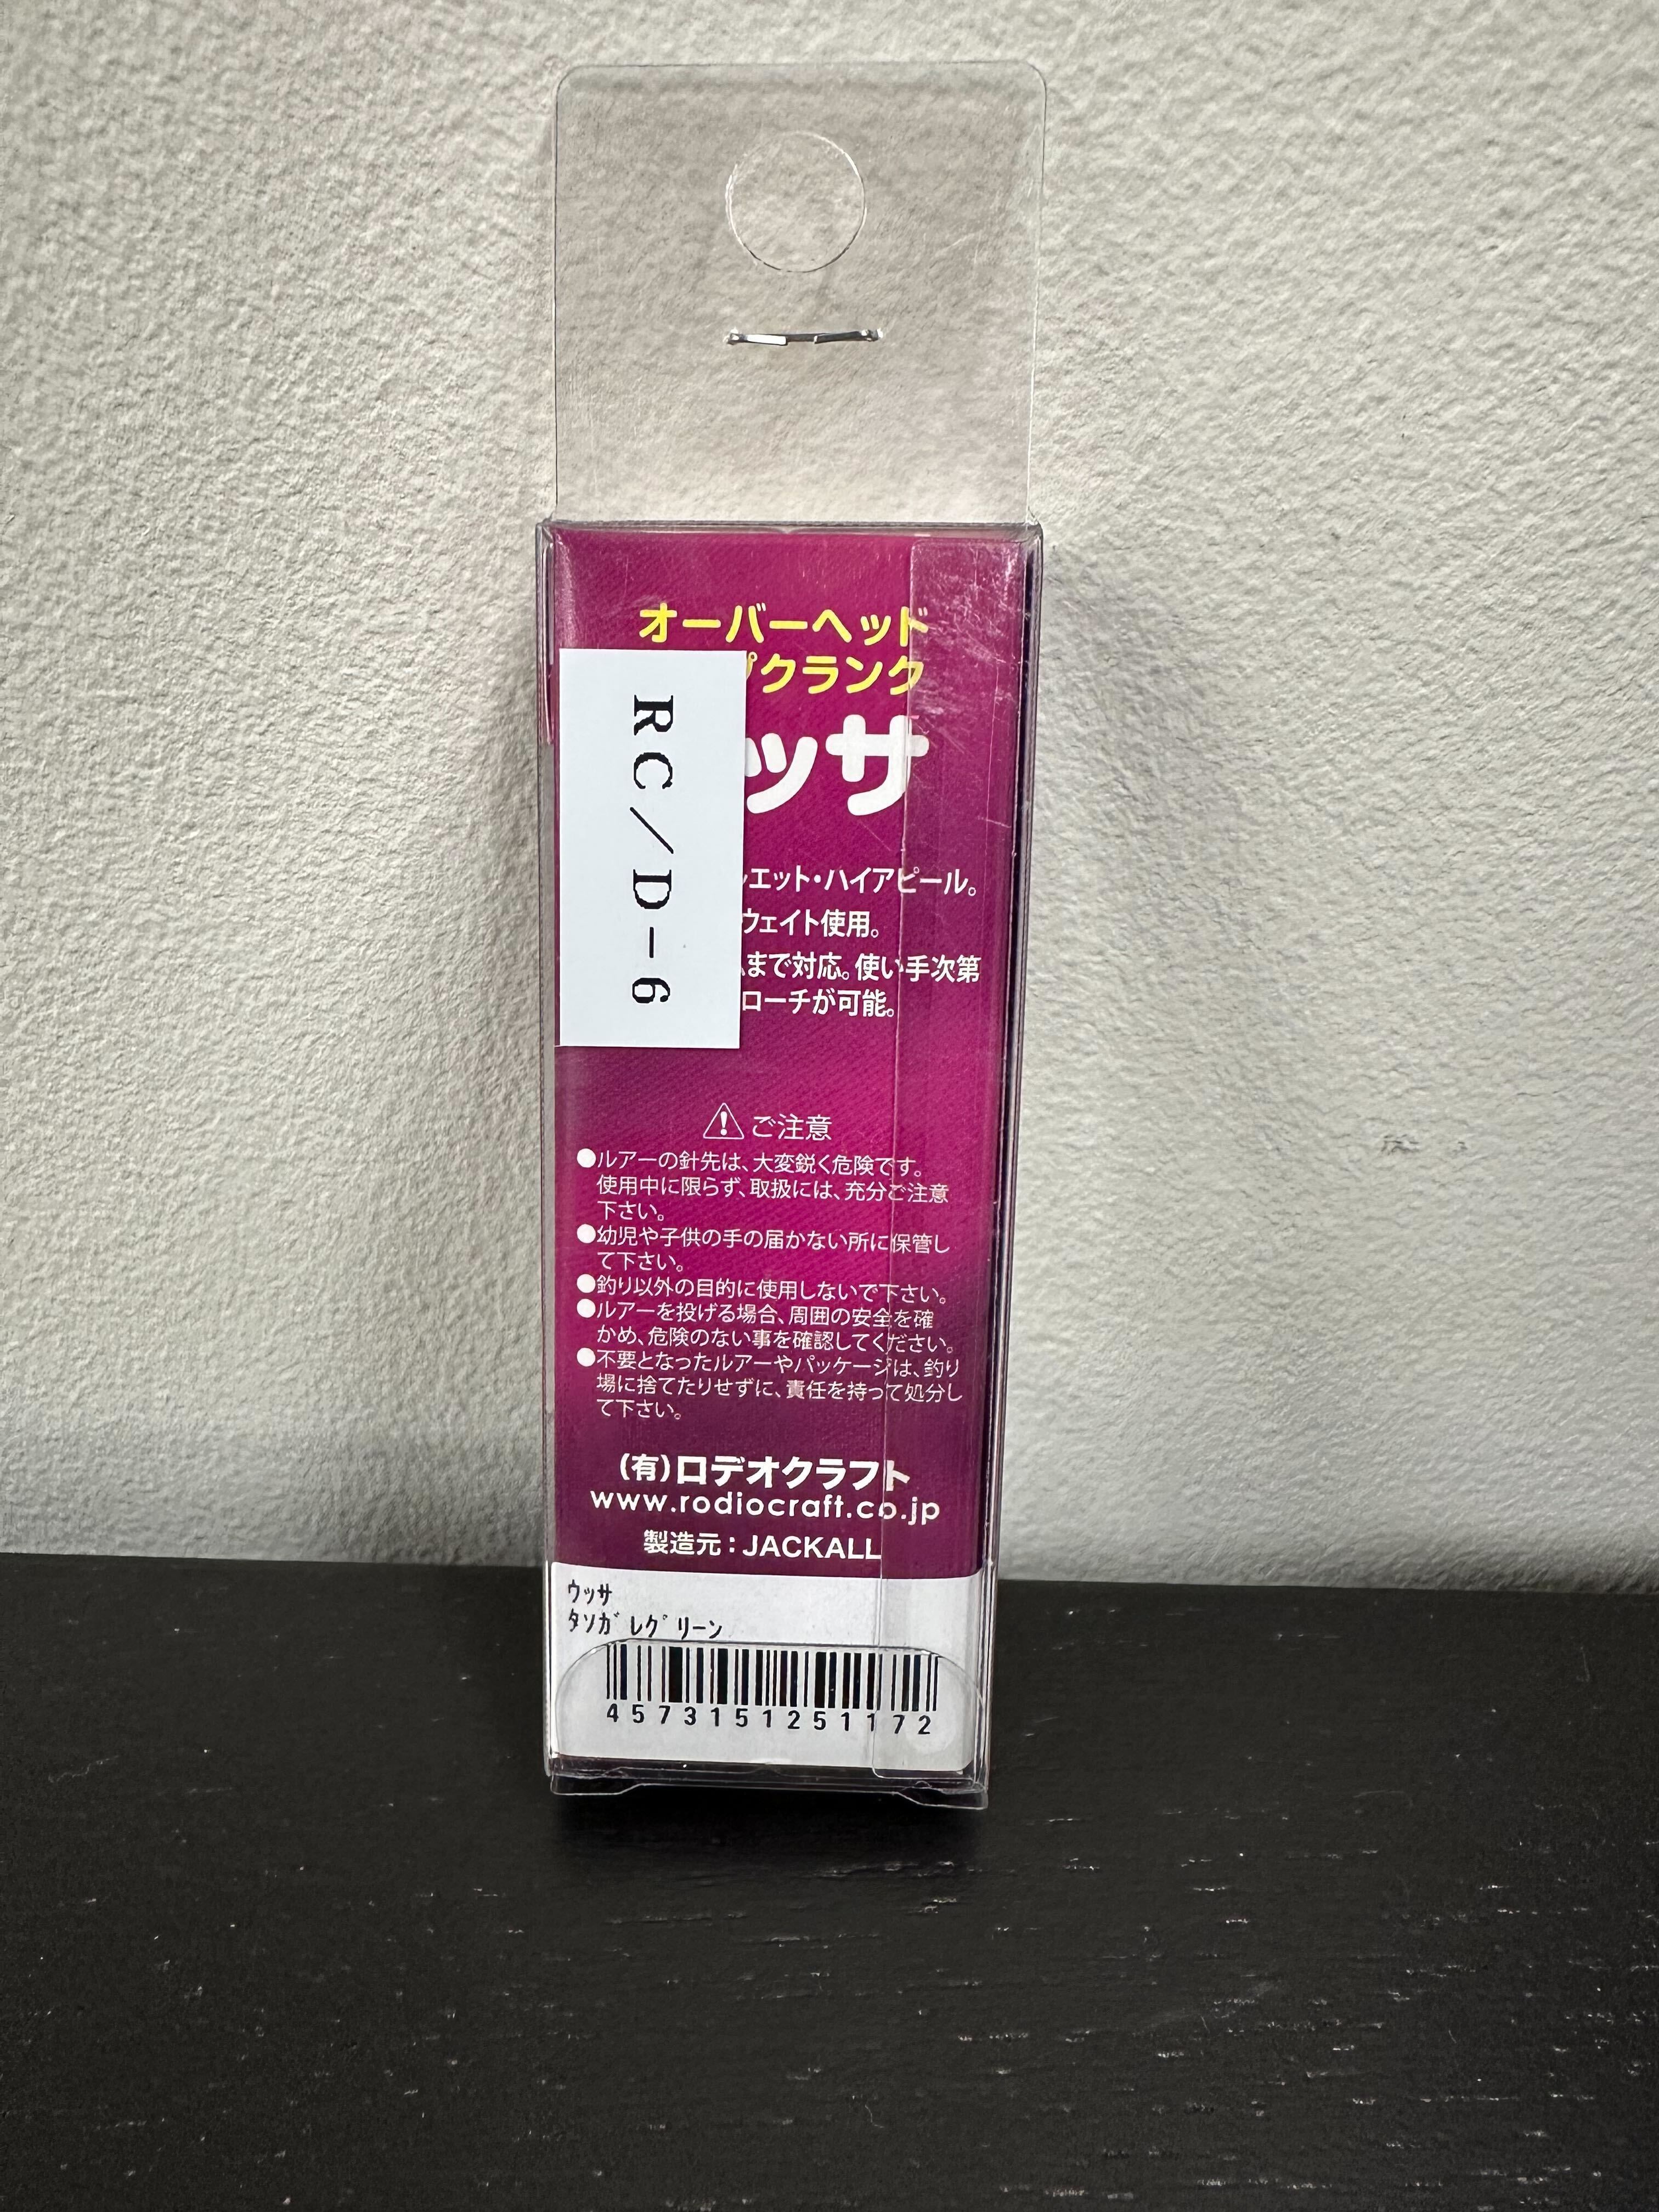 オーバーヘッド
プクランク
ッサ
RC/D-6
エット・ハイアピール。
ウェイト使用。
まで対応。使い手次第
ローチが可能。
ご注意
●ルアーの針先は、大変鋭く危険です。
使用中に限らず、取扱には、充分ご注意
下さい。
●幼児や子供の手の届かない所に保管し
て下さい。
●釣り以外の目的に使用しないで下さい。
●ルアーを投げる場合、周囲の安全を確
かめ、危険のない事を確認してください。
●不要となったルアーやパッケージは、釣り
場に捨てたりせずに、責任を持って処分し
て下さい。
(有)ロデオクラフト
www.rodiocraft.co.jp
製造元:JACKALL
ウッサ
タソガレグリーン
4573151251172